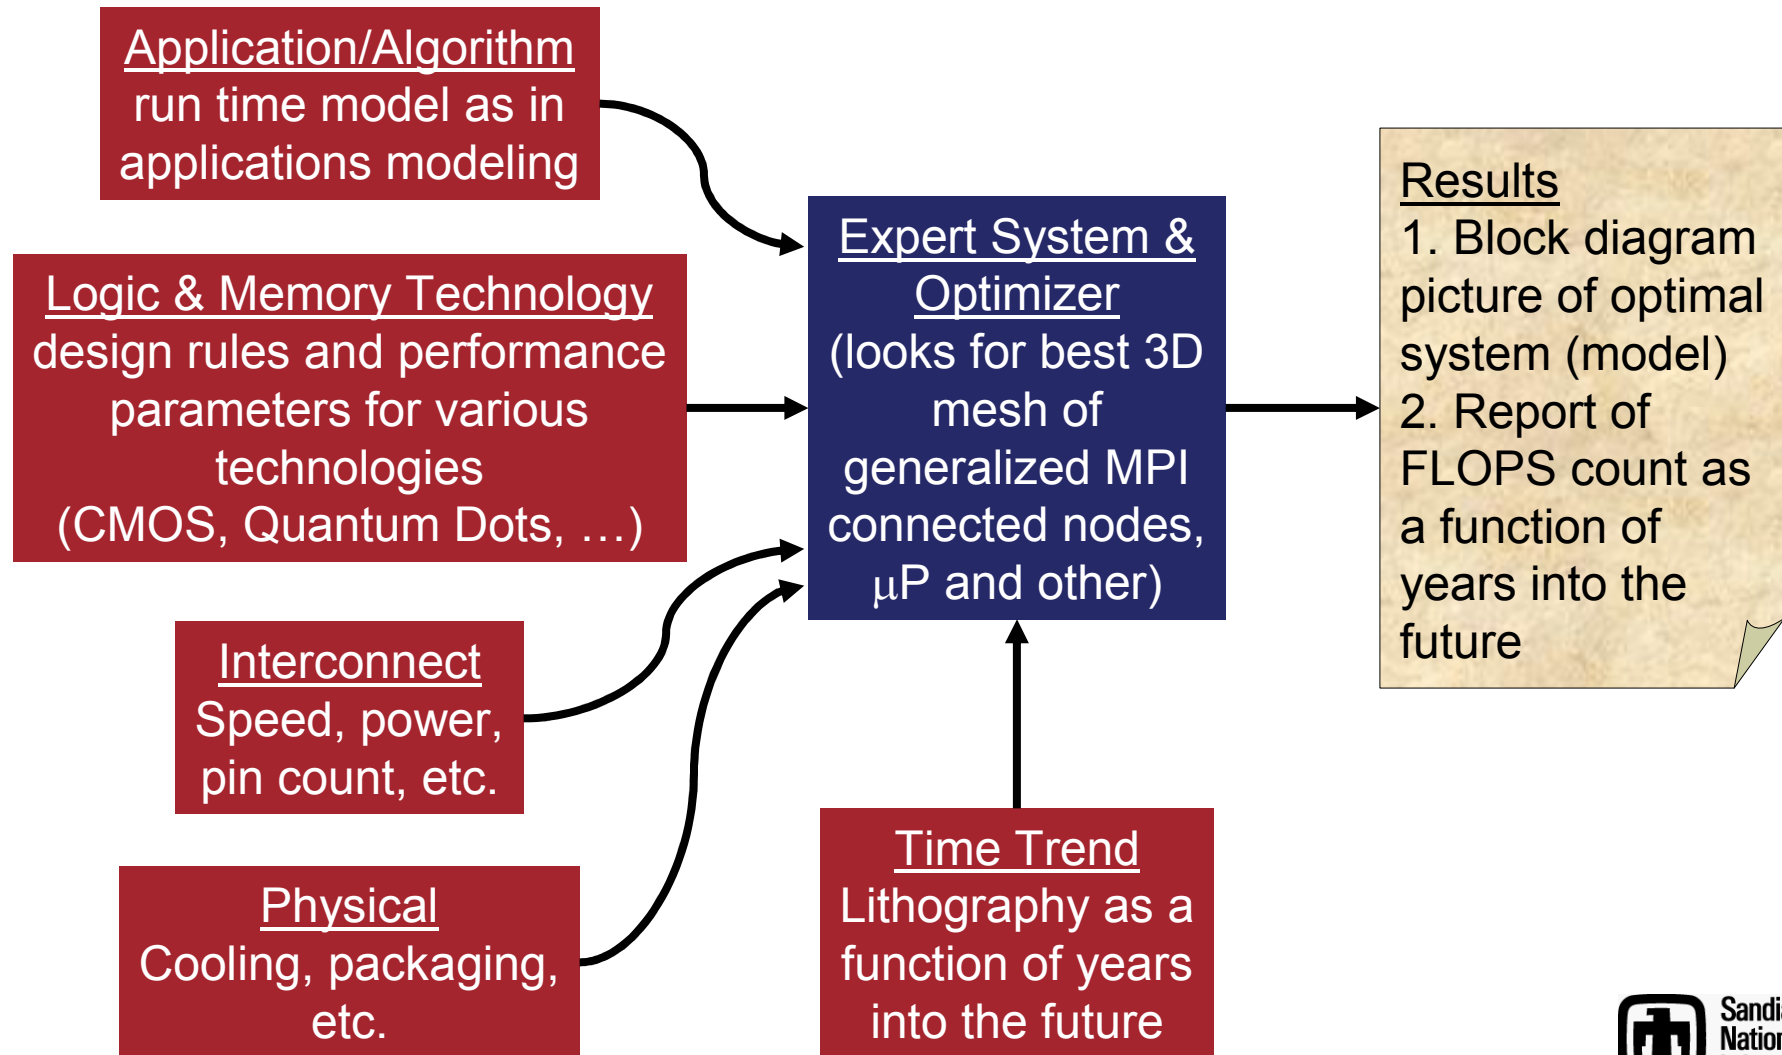 Application/Algorithm
run time model as in
applications modeling
Logic & Memory Technology
design rules and performance
parameters for various
technologies
(CMOS, Quantum Dots, …)
Interconnect
Speed, power,
pin count, etc.
Physical
Cooling, packaging,
etc.
Expert System &
Optimizer
(looks for best 3D
mesh of
generalized MPI
connected nodes,
μP and other)
Time Trend
Lithography as a
function of years
into the future
Results
1. Block diagram
picture of optimal
system (model)
2. Report of
FLOPS count as
a function of
years into the
future